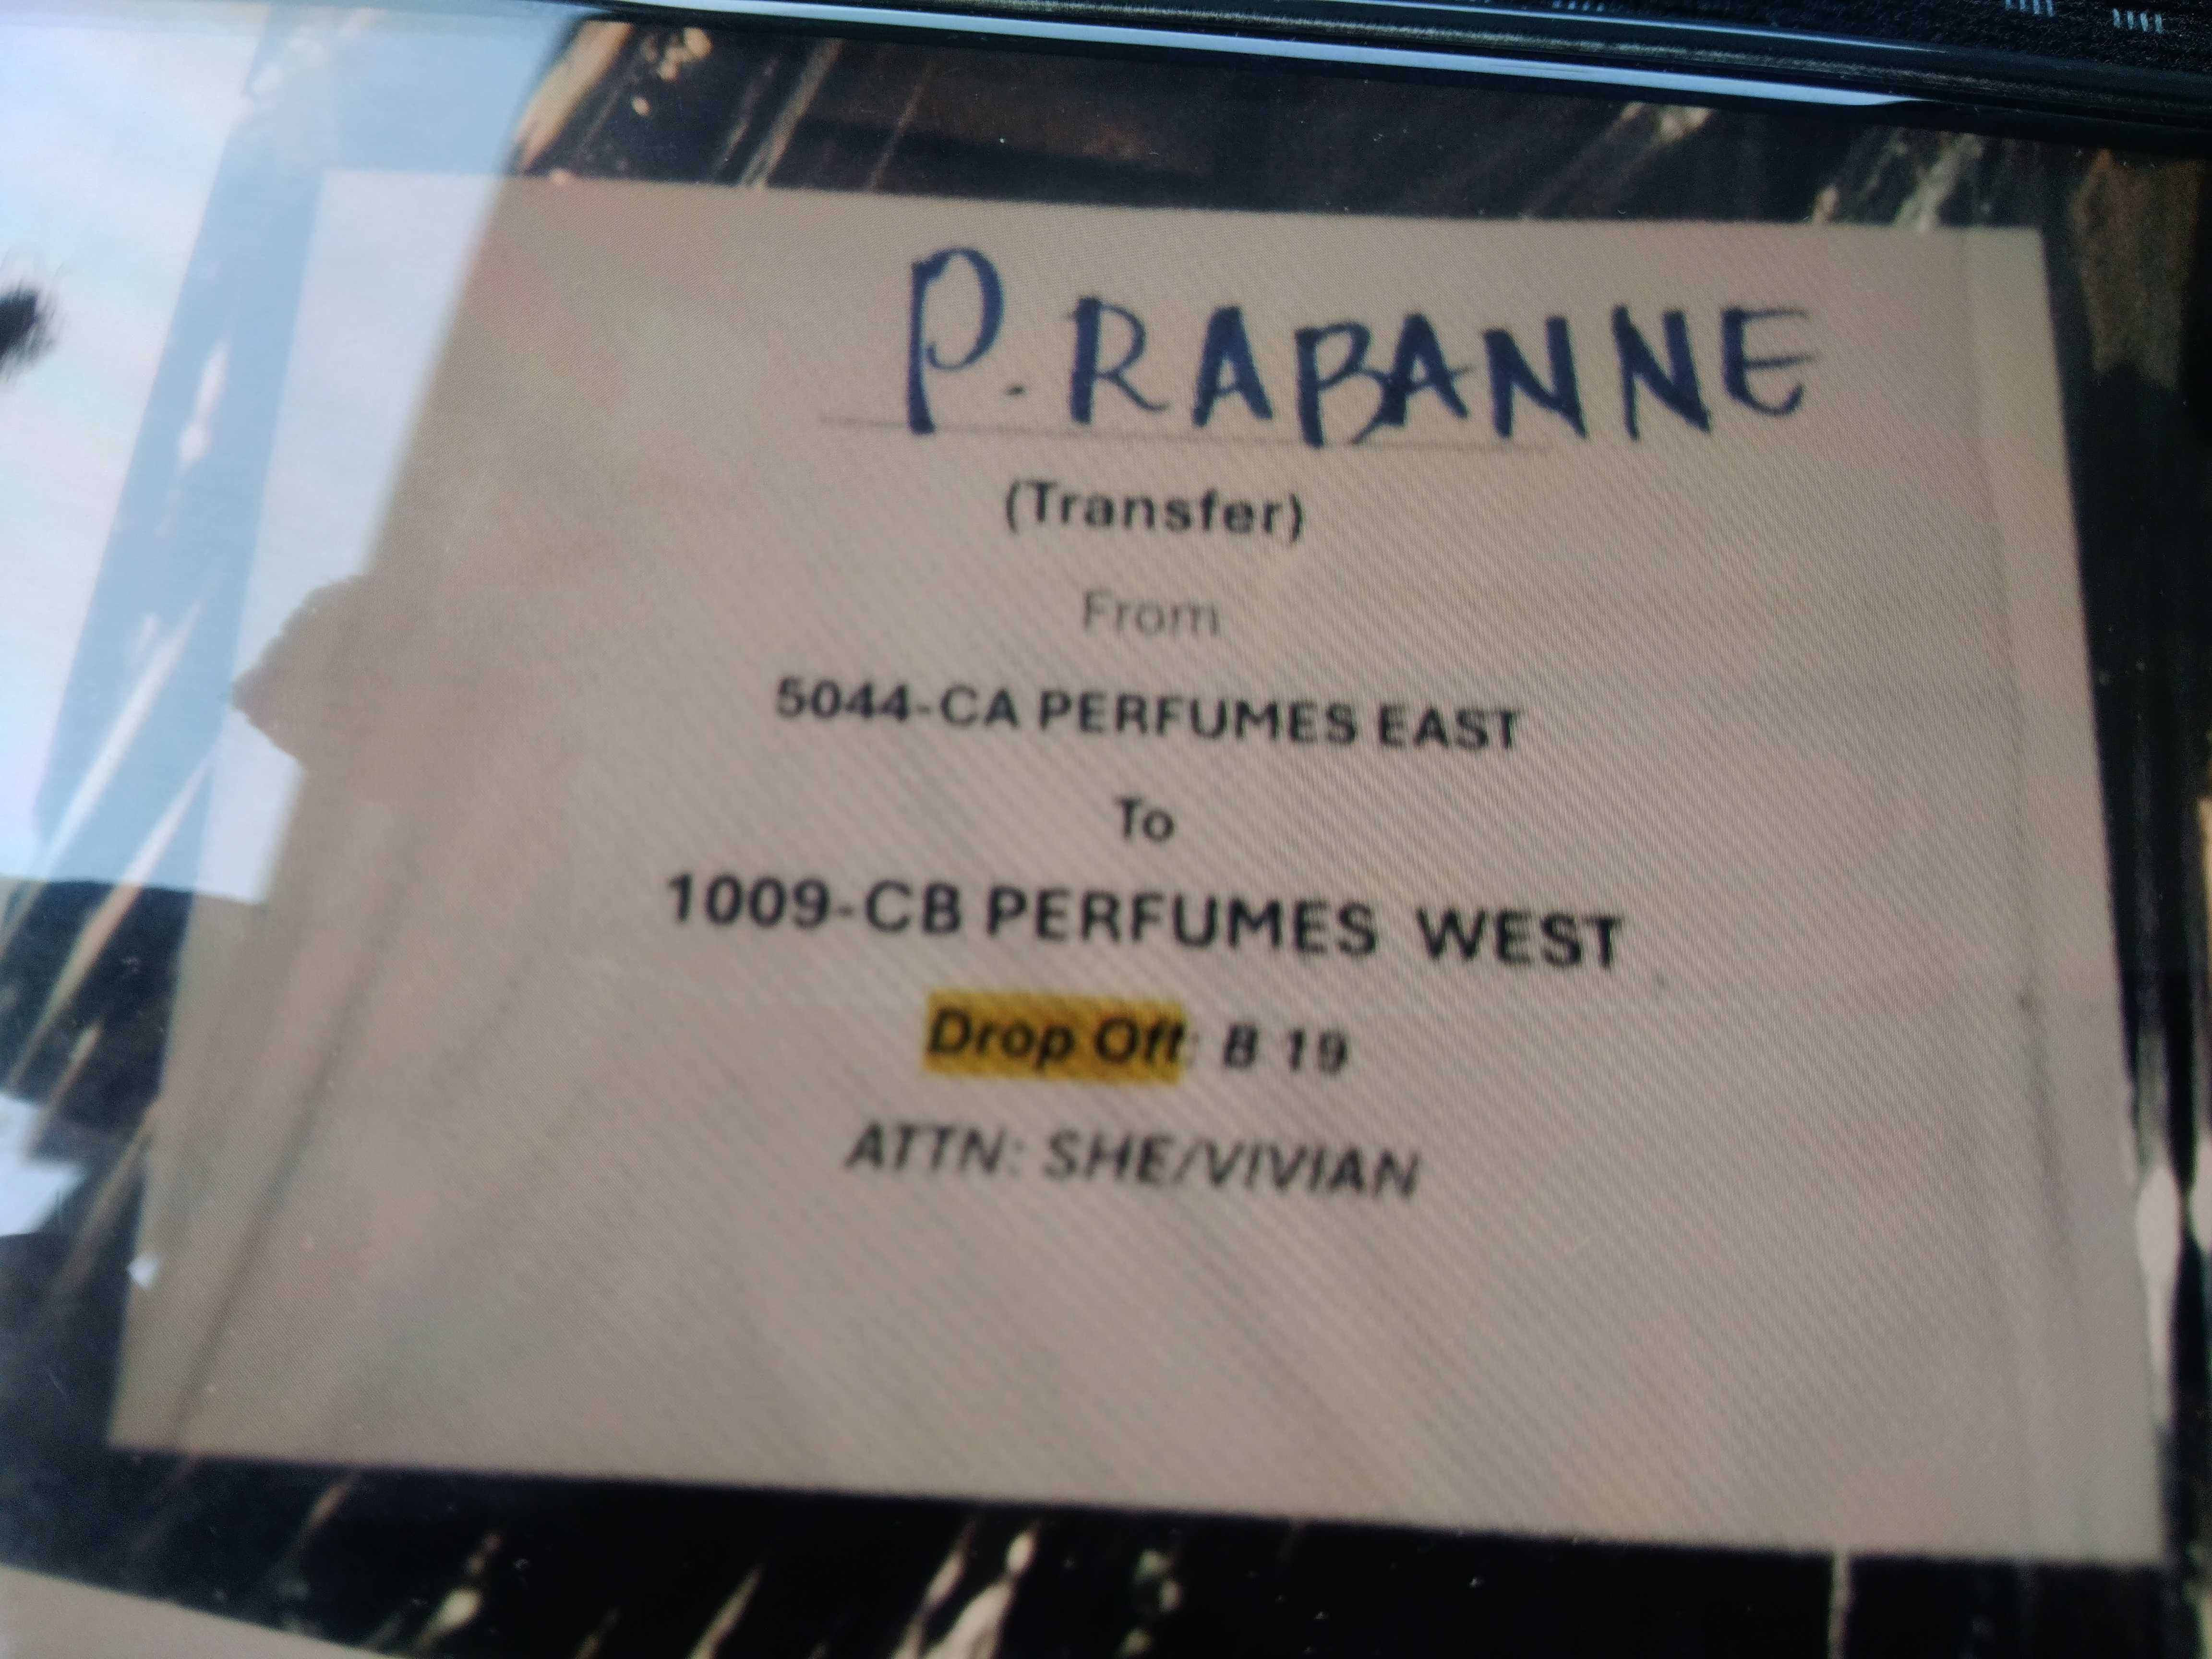 P. RABANNE
(Transfer)
From
5044-CA PERFUMES EAST
To
1009-CB PERFUMES WEST
Drop Off: B 19
ATTN: SHE/VIVIAN